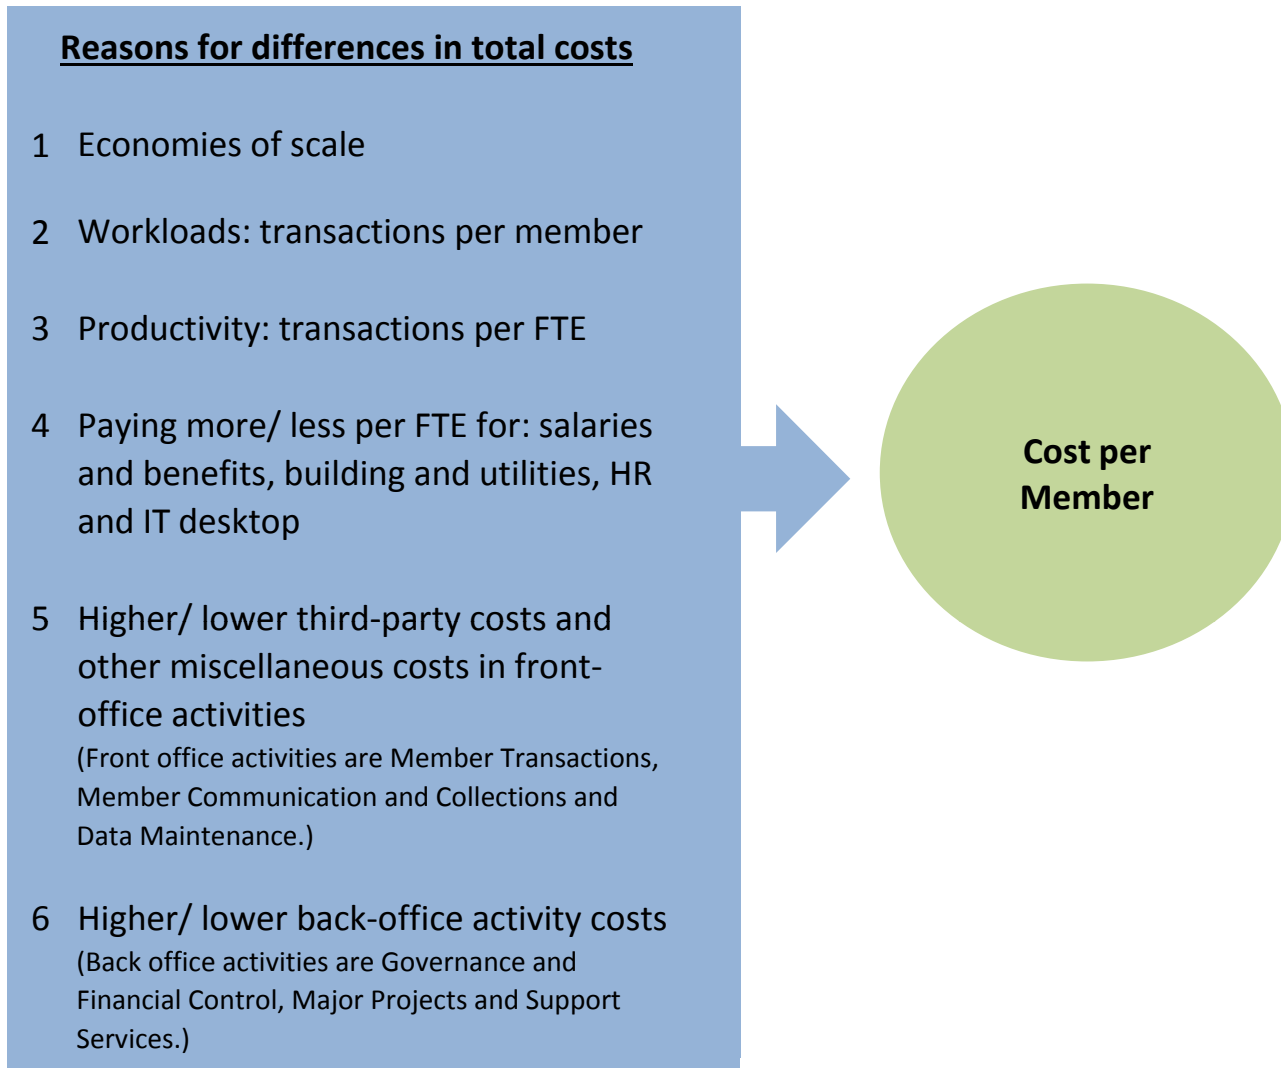 Reasons for differences in total costs
1 Economies of scale
2 Workloads: transactions per member
3 Productivity: transactions per FTE
4 Paying more/ less per FTE for: salaries
and benefits, building and utilities, HR
and IT desktop
5 Higher/ lower third-party costs and
other miscellaneous costs in front-
office activities
(Front office activities are Member Transactions,
Member Communication and Collections and
Data Maintenance.)
6 Higher/ lower back-office activity costs
(Back office activities are Governance and
Financial Control, Major Projects and Support
Services.)
Cost per
Member